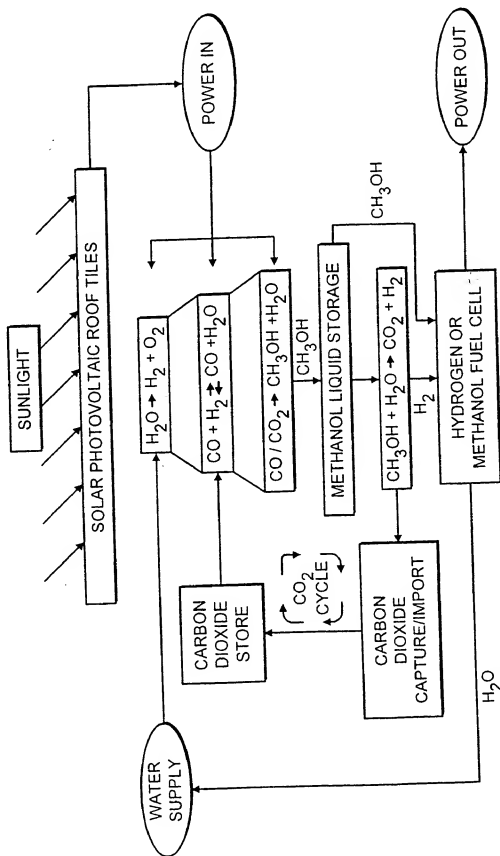 SUNLIGHT
SOLAR PHOTOVOLTAIC ROOF TILES
POWER IN
WATER
SUPPLY
H₂O → H₂ + O₂
CO + H₂ ⇄ CO +H₂O
CO / CO₂ → CH₃OH +H₂O
CARBON
DIOXIDE
STORE
CH₃OH
CO₂
CYCLE
METHANOL LIQUID STORAGE
CH₃OH
CARBON
DIOXIDE
CAPTURE/IMPORT
CH₃OH + H₂O → CO₂ + H₂
H₂
HYDROGEN OR
METHANOL FUEL CELL
POWER OUT
H₂O